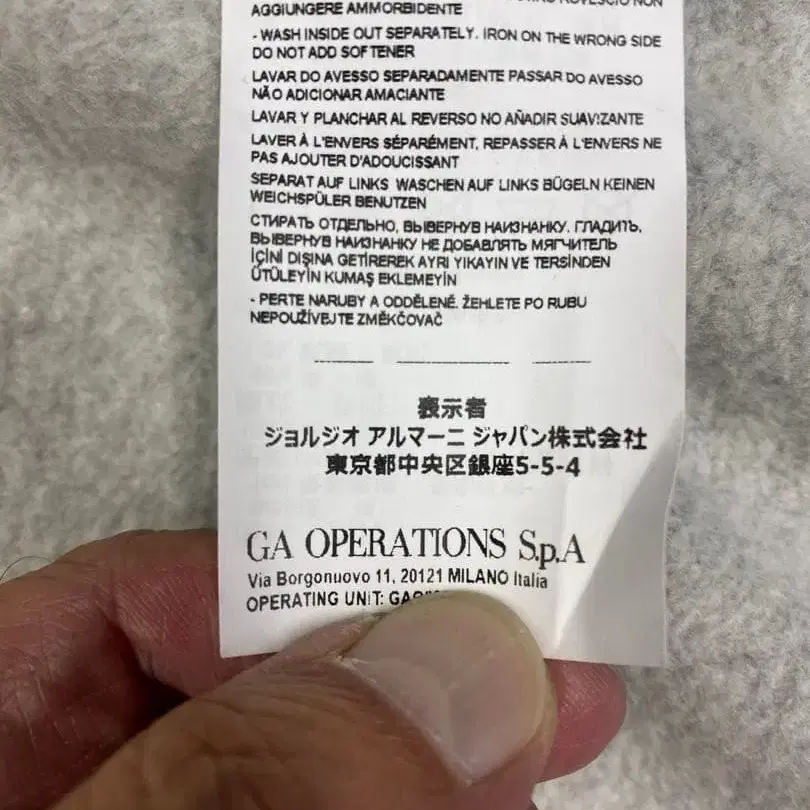 AGGIUNGERE AMMORBIDENTE
- WASH INSIDE OUT SEPARATELY. IRON ON THE WRONG SIDE
DO NOT ADD SOFTENER
LAVAR DO AVESSO SEPARADAMENTE PASSAR DO AVESSO
NÃO ADICIONAR AMACIANTE
LAVAR Y PLANCHAR AL REVERSO NO AÑADIR SUAVIZANTE
LAVER À L'ENVERS SÉPARÉMENT, REPASSER À L'ENVERS NE
PAS AJOUTER D'ADOUCISSANT
SEPARAT AUF LINKS WASCHEN AUF LINKS BÜGELN KEINEN
WEICHSPÜLER BENUTZEN
СТИРАТЬ ОТДЕЛЬНО, ВЫВЕРНУВ НАИЗНАНКУ. ГЛАДИТЬ,
ВЫВЕРНУВ НАИЗНАНКУ НЕ ДОБАВЛЯТЬ МЯГЧИТЕЛЬ
İÇİNİ DIŞINA GETİREREK AYRI YIKAYIN VE TERSİNDEN
ÜTÜLEYİN KUMAŞ EKLEMEYİN
- PERTE NARUBY A ODDĚLENĚ. ŽEHLETE PO RUBU
NEPOUŽÍVEJTE ZMĚKČOVAČ
表示者
ジョルジオ アルマーニ ジャパン株式会社
東京都中央区銀座5-5-4
GA OPERATIONS S.p.A
Via Borgonuovo 11, 20121 MILANO Italia
OPERATING UNIT: